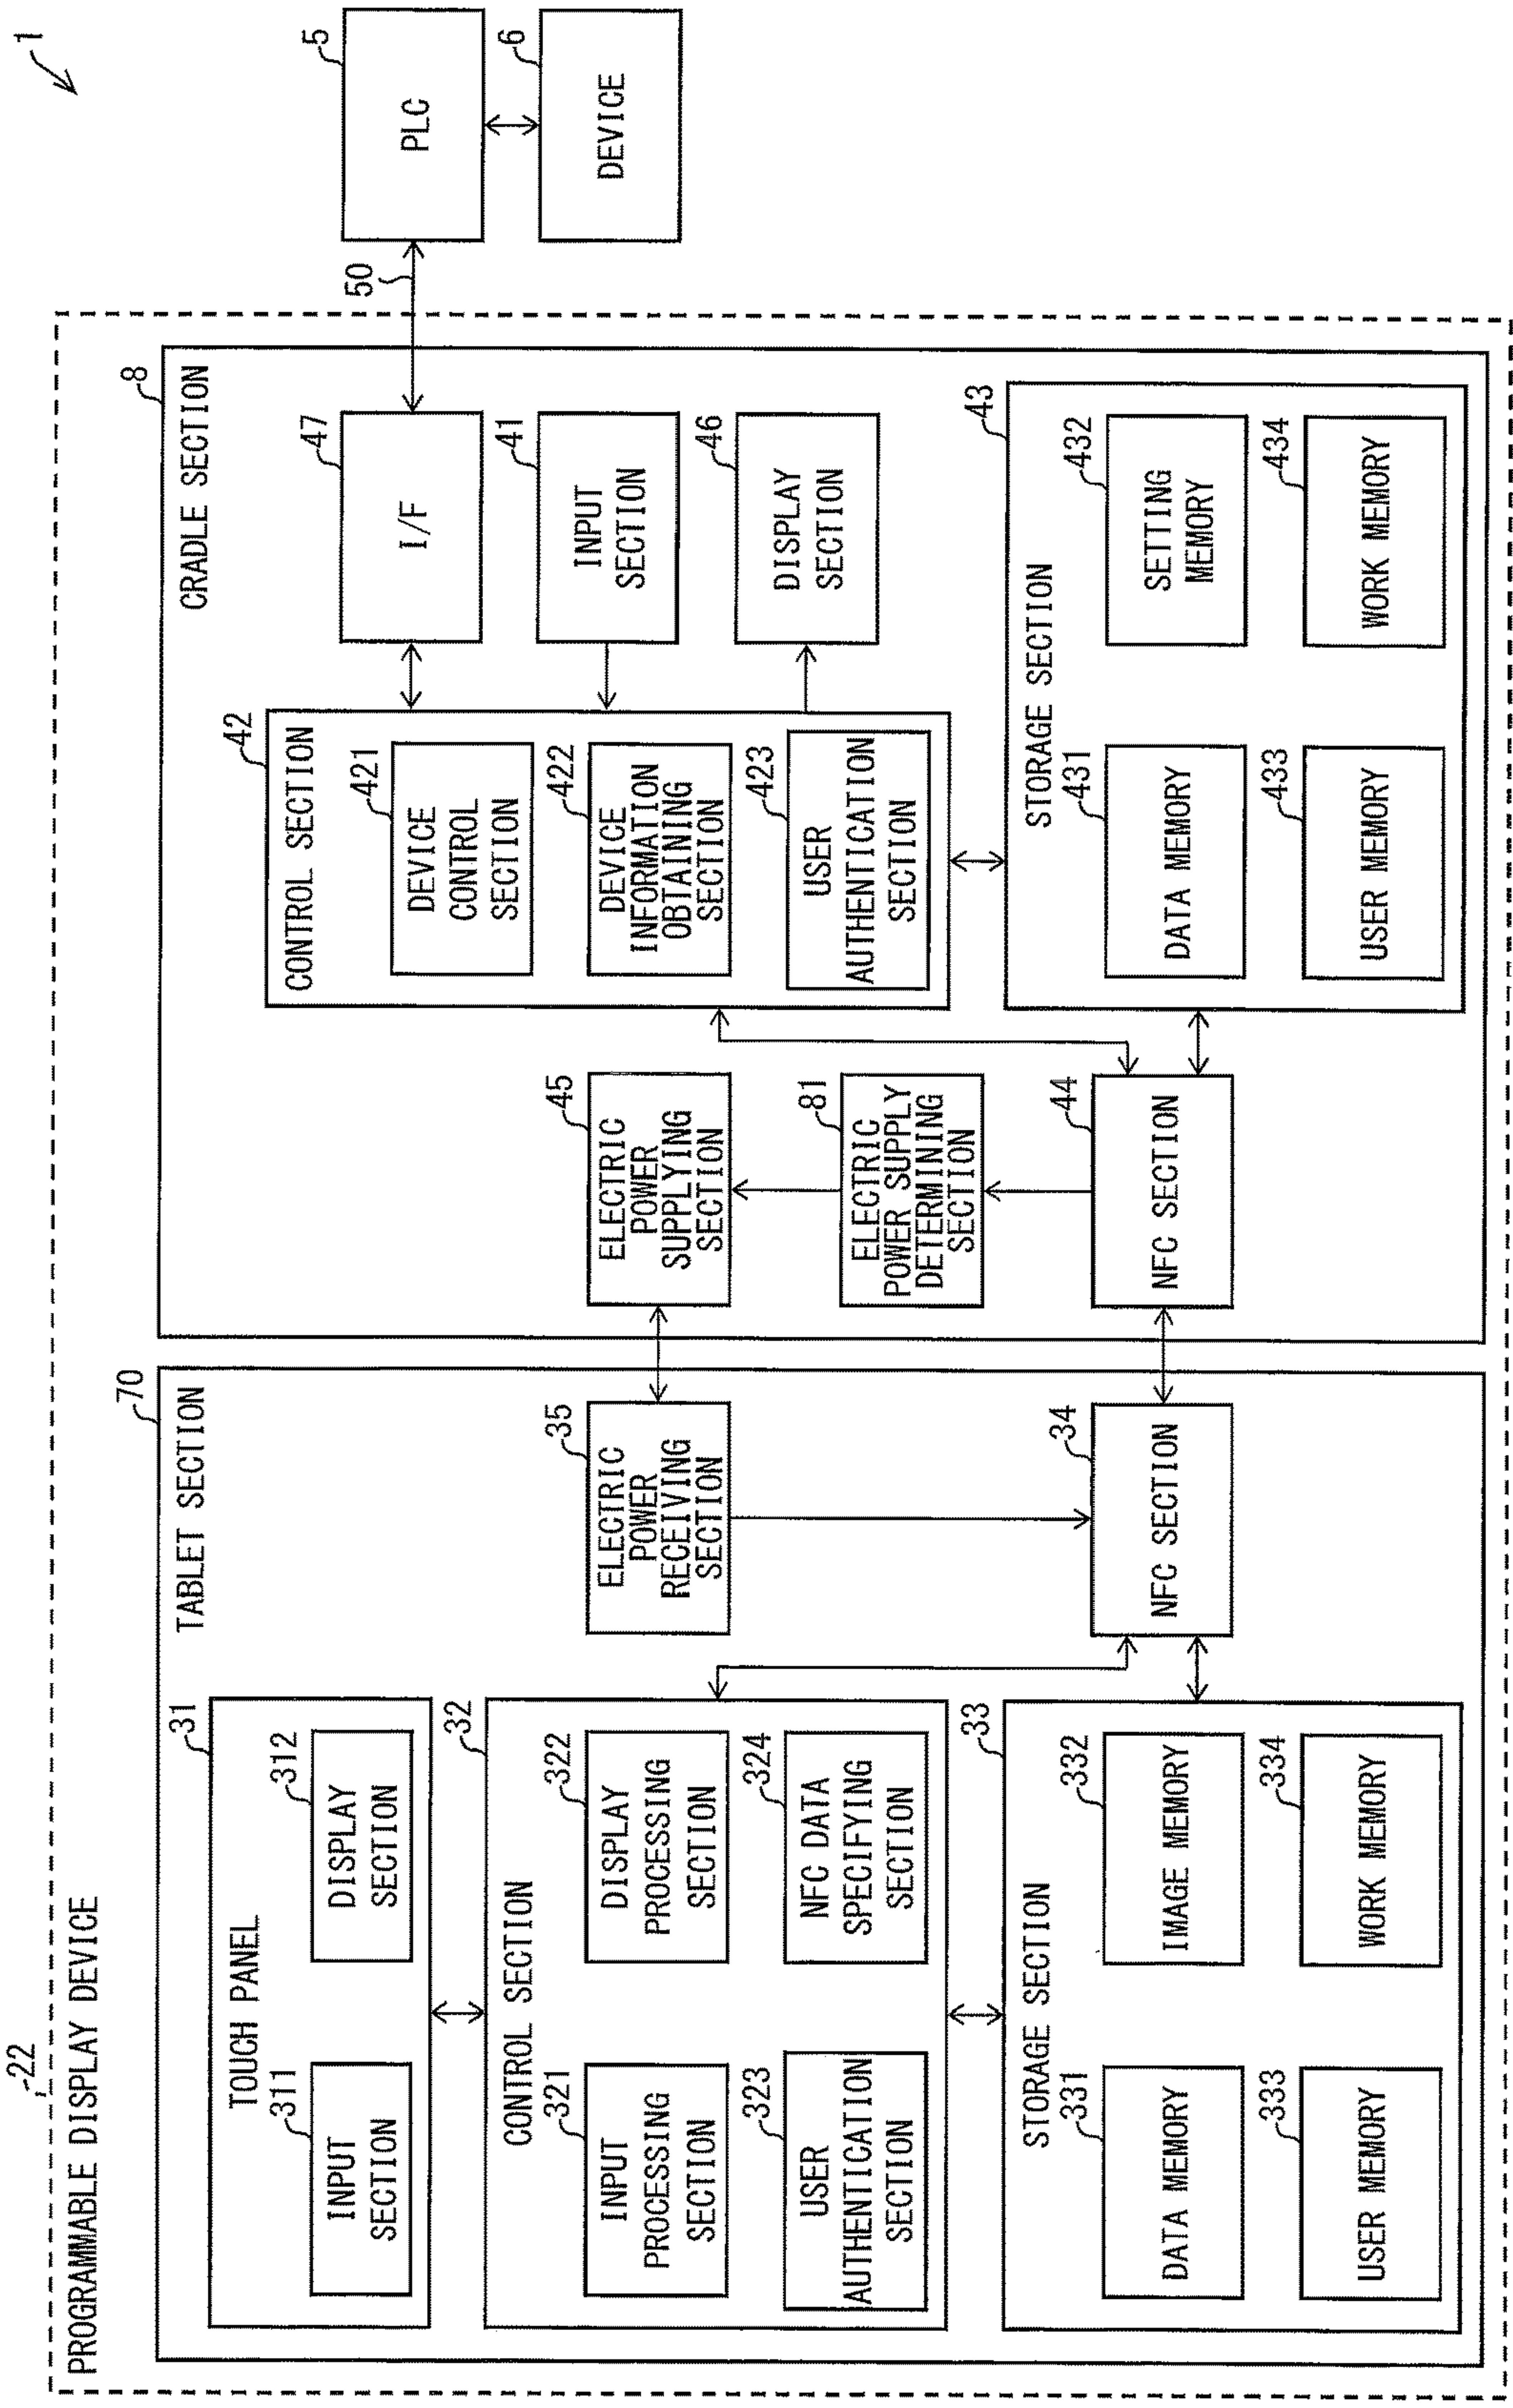 1
22
PROGRAMMABLE DISPLAY DEVICE
70
TABLET SECTION
31
TOUCH PANEL
311
INPUT
SECTION
312
DISPLAY
SECTION
32
CONTROL SECTION
321
INPUT
PROCESSING
SECTION
322
DISPLAY
PROCESSING
SECTION
323
USER
AUTHENTICATION
SECTION
324
NFC DATA
SPECIFYING
SECTION
33
STORAGE SECTION
331
DATA MEMORY
332
IMAGE MEMORY
333
USER MEMORY
334
WORK MEMORY
35
ELECTRIC
POWER
RECEIVING
SECTION
34
NFC SECTION
8
CRADLE SECTION
45
ELECTRIC
POWER
SUPPLYING
SECTION
81
ELECTRIC
POWER SUPPLY
DETERMINING
SECTION
44
NFC SECTION
42
CONTROL SECTION
421
DEVICE
CONTROL
SECTION
422
DEVICE
INFORMATION
OBTAINING
SECTION
423
USER
AUTHENTICATION
SECTION
47
I/F
41
INPUT
SECTION
46
DISPLAY
SECTION
43
STORAGE SECTION
431
DATA MEMORY
432
SETTING
MEMORY
433
USER MEMORY
434
WORK MEMORY
50
5
PLC
6
DEVICE